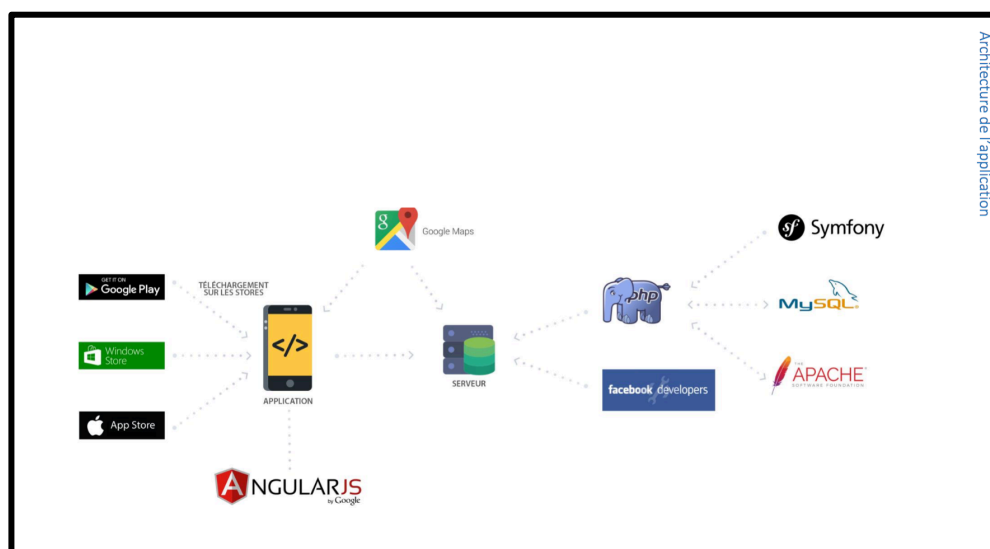 Architecture de l'application
g
Google Maps
sf Symfony
GET IT ON
Google Play
TÉLÉCHARGEMENT
SUR LES STORES
php
MySQL
Windows
Store
</>
SERVEUR
THE
APACHE
SOFTWARE FOUNDATION
facebook developers
APPLICATION
App Store
ANGULARJS
by Google